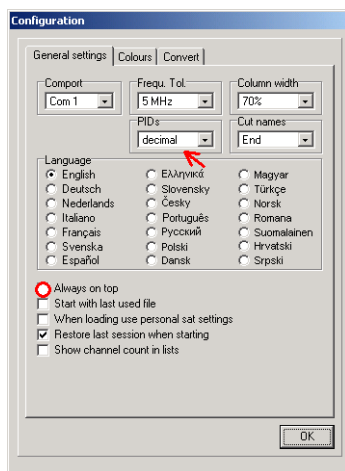 Configuration
General settings Colours Convert
Comport Frequ. Tol. Column width
Com 1 5 MHz 70%
PIDs Cut names
decimal End
Language
English Ελληνικά Magyar
Deutsch Slovensky Türkçe
Nederlands Česky Norsk
Italiano Português Romana
Français Русский Suomalainen
Svenska Polski Hrvatski
Español Dansk Srpski
Always on top
Start with last used file
When loading use personal sat settings
Restore last session when starting
Show channel count in lists
OK